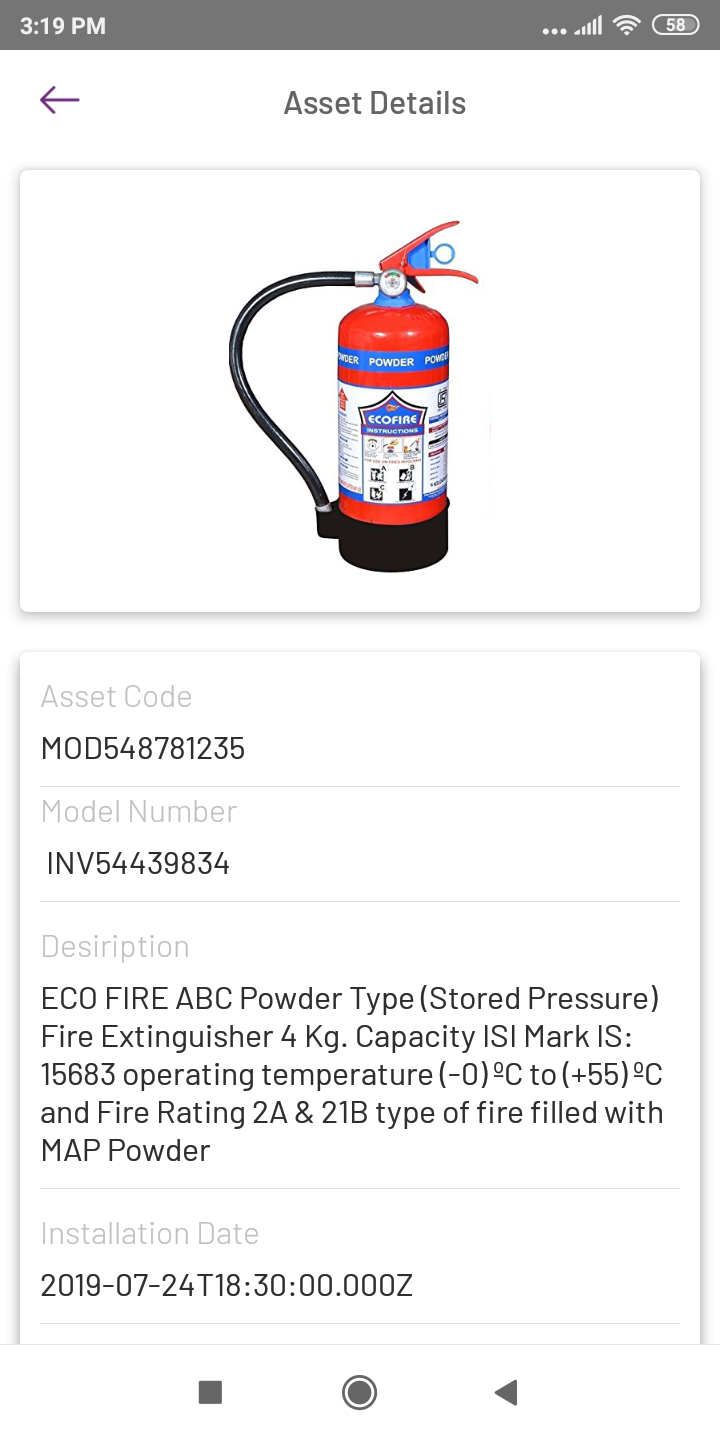 3:19 PM
58
Asset Details
POWDER
ECOFIRE
INSTRUCTIONS
A
B
C
Asset Code
MOD548781235
Model Number
INV54439834
Desiription
ECO FIRE ABC Powder Type (Stored Pressure)
Fire Extinguisher 4 Kg. Capacity ISI Mark IS:
15683 operating temperature (-0) ºC to (+55) ºC
and Fire Rating 2A & 21B type of fire filled with
MAP Powder
Installation Date
2019-07-24T18:30:00.000Z